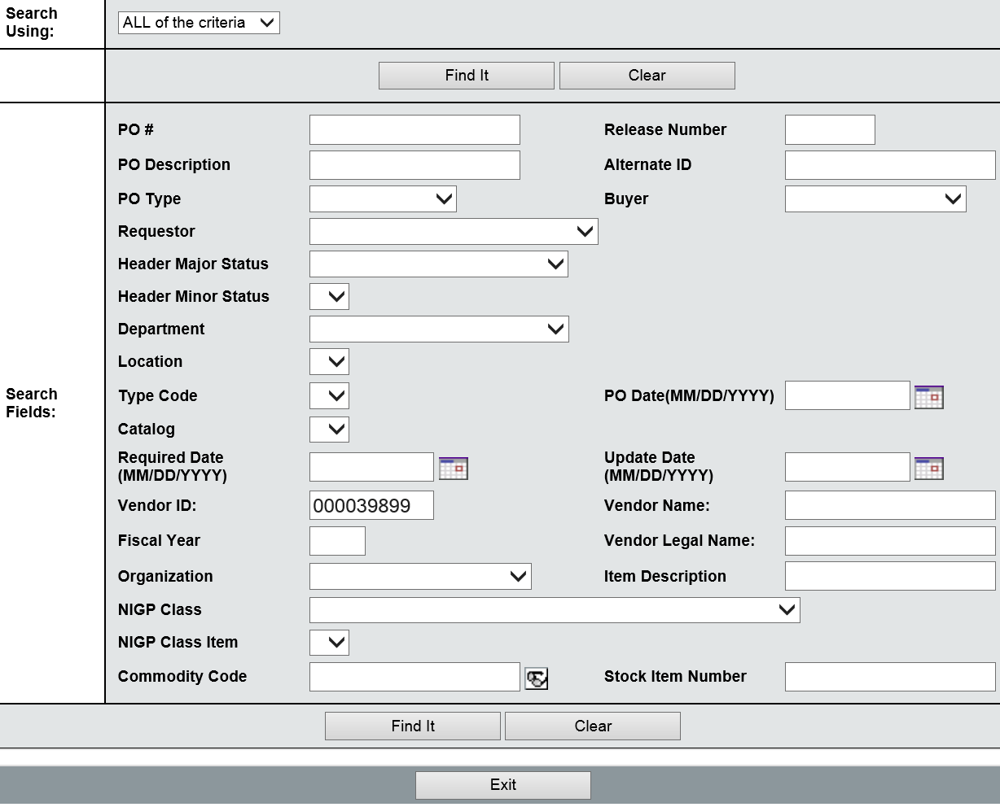 Search
Using:
ALL of the criteria
Find It Clear
PO # Release Number
PO Description Alternate ID
PO Type Buyer
Requestor
Header Major Status
Header Minor Status
Department
Location
Search
Fields:
Type Code PO Date(MM/DD/YYYY)
Catalog
Required Date
(MM/DD/YYYY)
Update Date
(MM/DD/YYYY)
Vendor ID: 000039899 Vendor Name:
Fiscal Year Vendor Legal Name:
Organization Item Description
NIGP Class
NIGP Class Item
Commodity Code Stock Item Number
Find It Clear
Exit